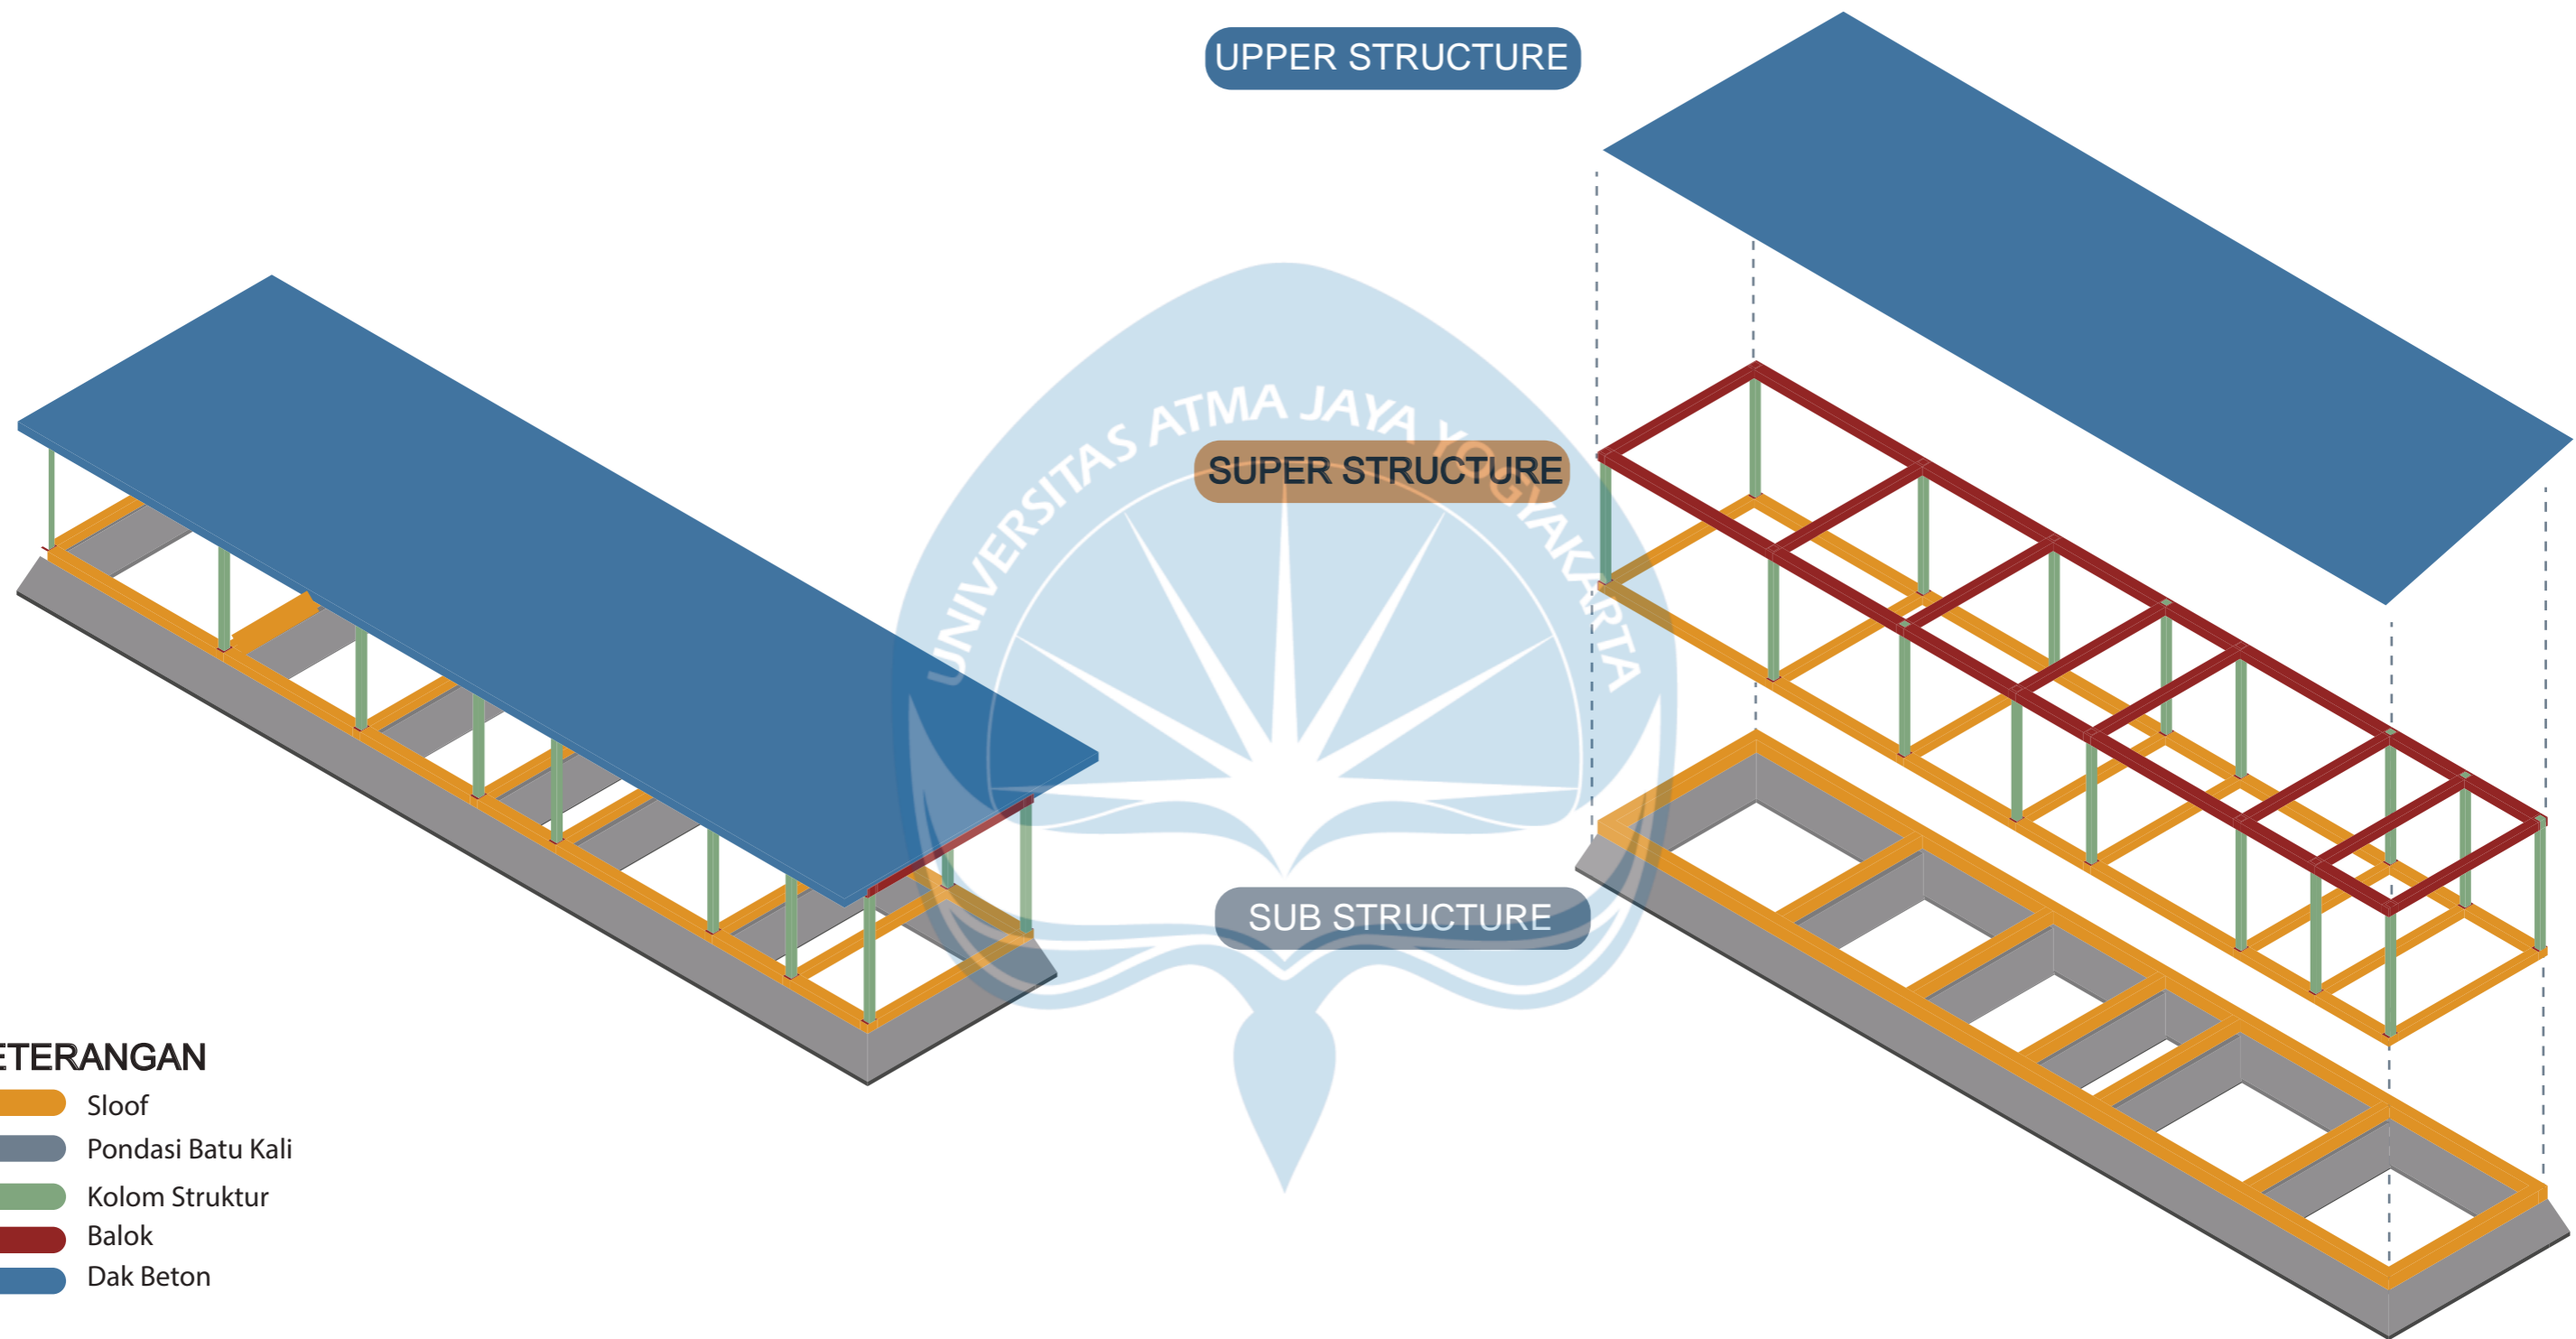 UPPER STRUCTURE
UNIVERSITAS ATMA JAYA YOGYAKARTA
SUPER STRUCTURE
SUB STRUCTURE
ETERANGAN
Sloof
Pondasi Batu Kali
Kolom Struktur
Balok
Dak Beton